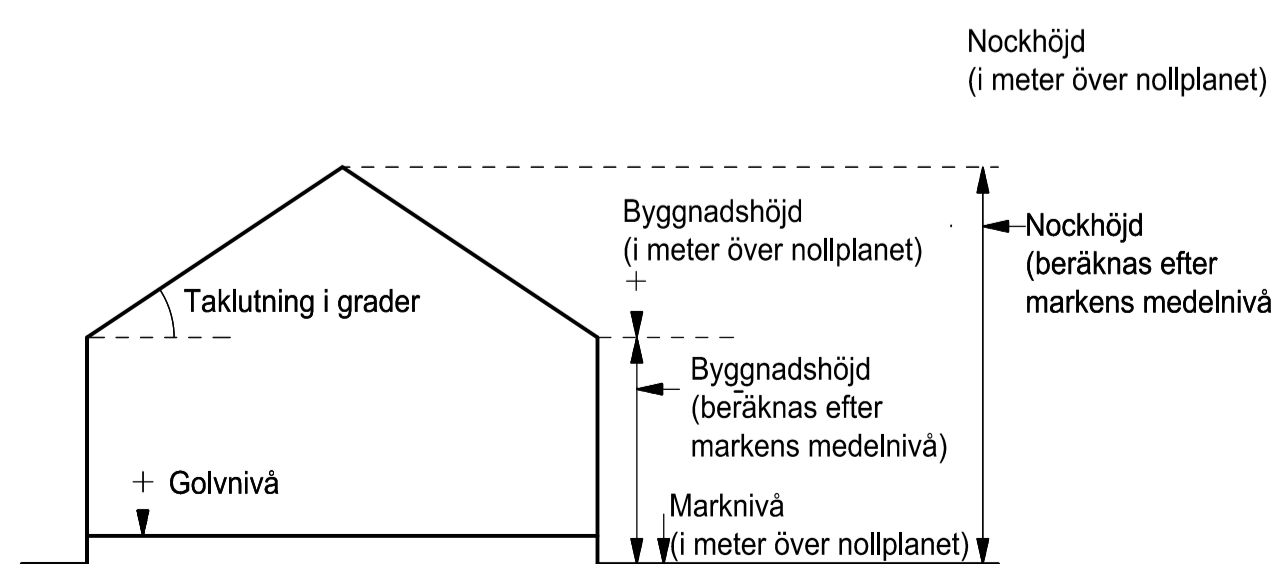 Nockhöjd
(i meter över nollplanet)
Byggnadshöjd
(i meter över nollplanet)
+
Nockhöjd
(beräknas efter
markens medelnivå
Taklutning i grader
Byggnadshöjd
(beräknas efter
markens medelnivå)
+ Golvnivå
Marknivå
(i meter över nollplanet)